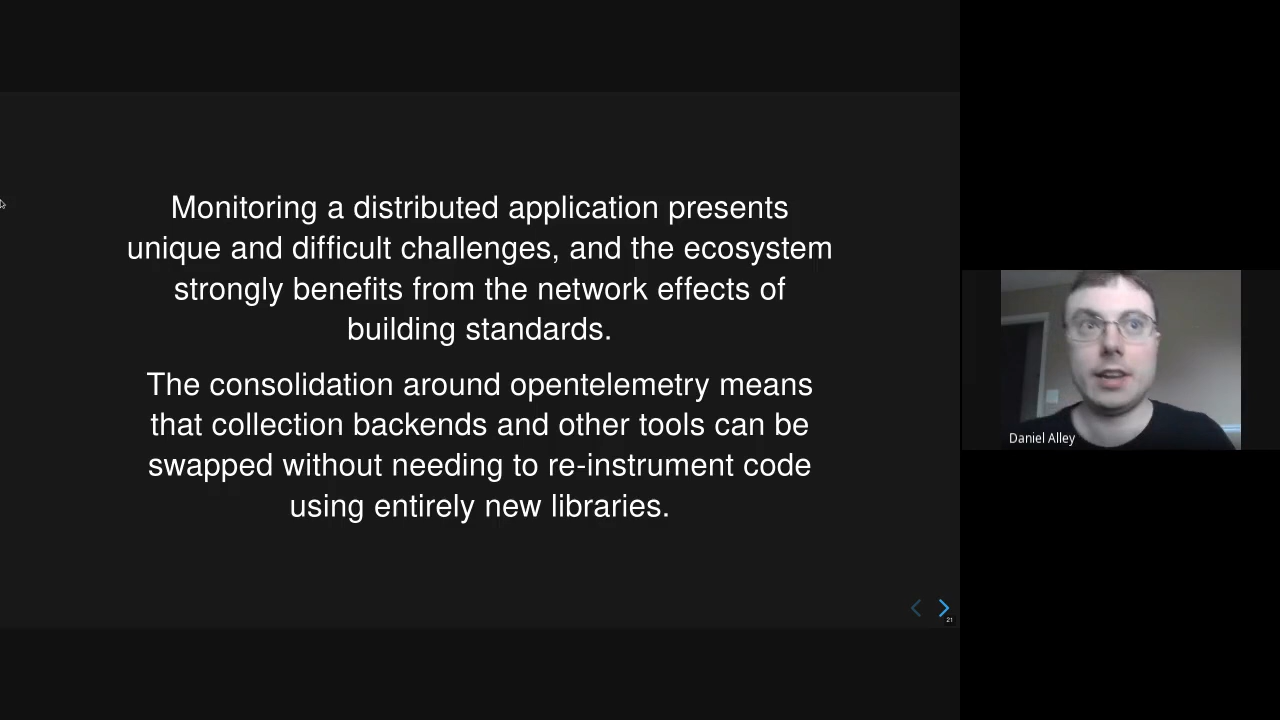 Monitoring a distributed application presents
unique and difficult challenges, and the ecosystem
strongly benefits from the network effects of
building standards.
The consolidation around opentelemetry means
that collection backends and other tools can be
swapped without needing to re-instrument code
using entirely new libraries.
Daniel Alley
21